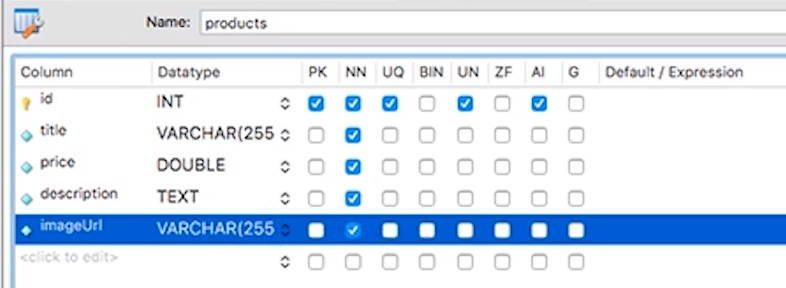 Name: products
Column Datatype PK NN UQ BIN UN ZF AI G Default / Expression
id INT
title VARCHAR(255
price DOUBLE
description TEXT
imageUrl VARCHAR(255
<click to edit>